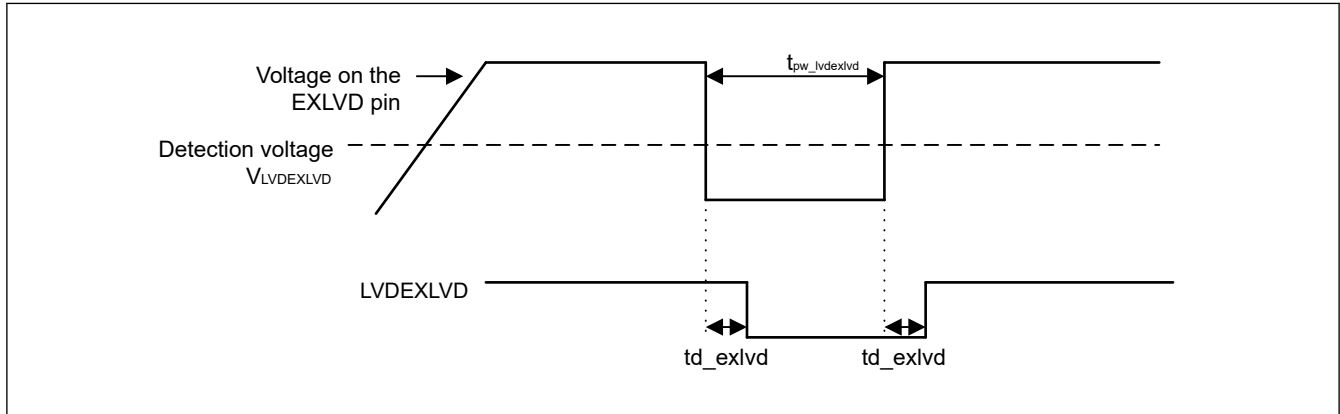 Voltage on the
EXLVD pin
tpw_lvdexlvd
Detection voltage
VLVDEXLVD
LVDEXLVD
td_exlvd td_exlvd